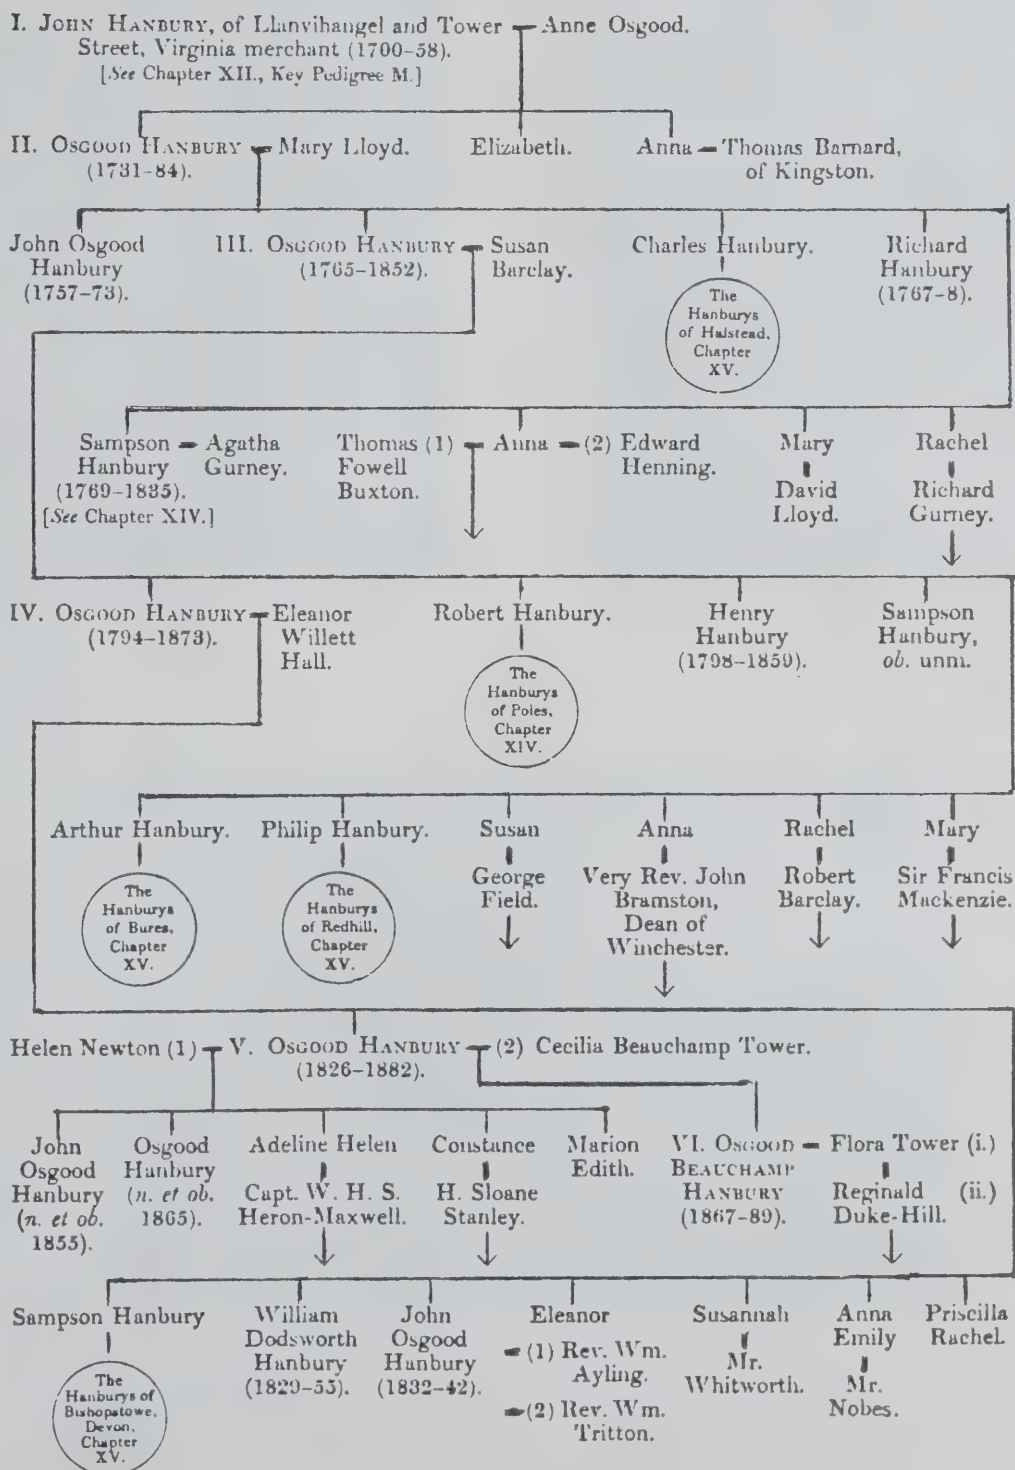 I. JOHN HANBURY, of Llanvihangel and Tower Anne Osgood.
Street, Virginia merchant (1700-58).
[See Chapter XII., Key Pedigree M.]
II. OSGOOD HANBURY Mary Lloyd. Elizabeth. Anna Thomas Barnard,
(1731-84). of Kingston.
John Osgood III. OSGOOD HANBURY Susan Charles Hanbury. Richard
Hanbury (1765-1852). Barclay. Hanbury
(1757-73). (1767-8).
The
Hanburys
of Halstead,
Chapter
XV.
Sampson Agatha Thomas (1) Anna (2) Edward Mary Rachel
Hanbury Gurney. Fowell Henning.
(1769-1835). Buxton. David Richard
[See Chapter XIV.] Lloyd. Gurney.
IV. OSGOOD HANBURY Eleanor Robert Hanbury. Henry Sampson
(1794-1873). Willett Hanbury Hanbury,
Hall. (1798-1859). ob. unm.
The
Hanburys
of Poles,
Chapter
XIV.
Arthur Hanbury. Philip Hanbury. Susan Anna Rachel Mary
George Very Rev. John Robert Sir Francis
Field. Bramston, Barclay. Mackenzie.
Dean of
Winchester.
The
Hanburys
of Bures,
Chapter
XV.
The
Hanburys
of Redhill,
Chapter
XV.
Helen Newton (1) V. OSGOOD HANBURY (2) Cecilia Beauchamp Tower.
(1826-1882).
John Osgood Adeline Helen Constance Marion VI. OSGOOD Flora Tower (i.)
Osgood Hanbury Edith. BEAUCHAMP
Hanbury (n. et ob. Capt. W. H. S. H. Sloane HANBURY Reginald (ii.)
(n. et ob. 1865). Heron-Maxwell. Stanley. (1867-89). Duke-Hill.
1855).
Sampson Hanbury William John Eleanor Susannah Anna Priscilla
Dodsworth Osgood Emily Rachel.
Hanbury Hanbury (1) Rev. Wm. Mr.
(1829-55). (1832-42). Ayling. Whitworth. Mr.
Nobes.
(2) Rev. Wm.
Tritton.
The
Hanburys of
Bishopstowe,
Devon,
Chapter
XV.